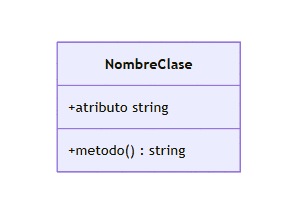 NombreClase
+atributo string
+metodo() : string